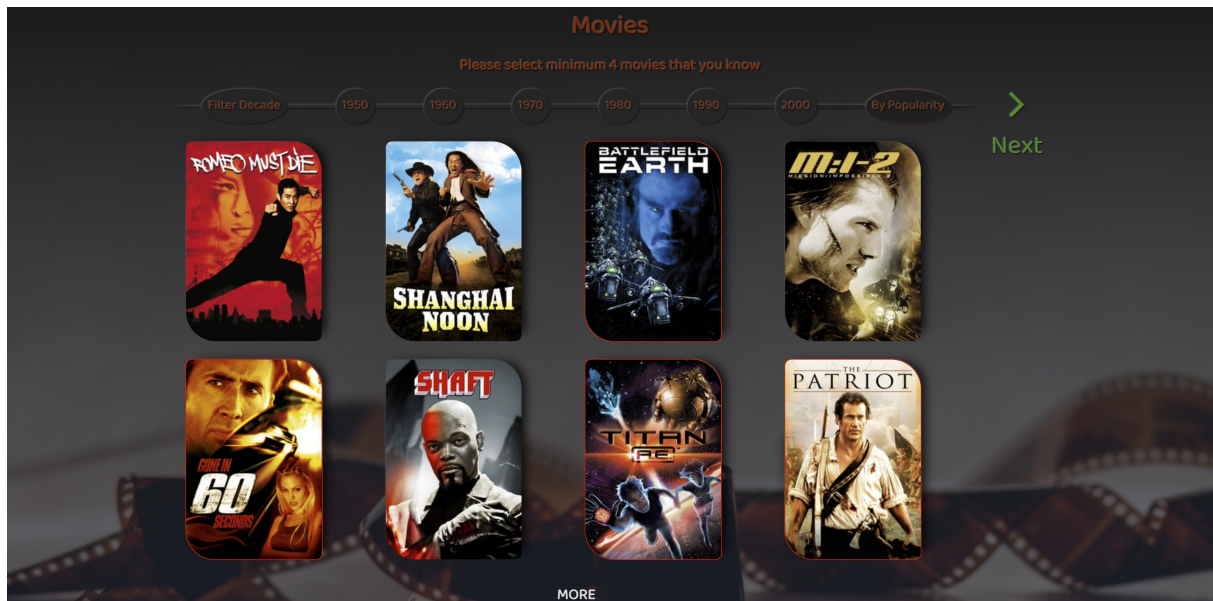 Movies
Please select minimum 4 movies that you know
Filter Decade 1950 1960 1970 1980 1990 2000 By Popularity
Next
ROMEO MUST DIE
SHANGHAI
NOON
BATTLEFIELD
EARTH
M:I-2
MISSION:IMPOSSIBLE 2
GONE IN
60
SECONDS
SHAFT
TITAN
A.E.
THE
PATRIOT
MORE